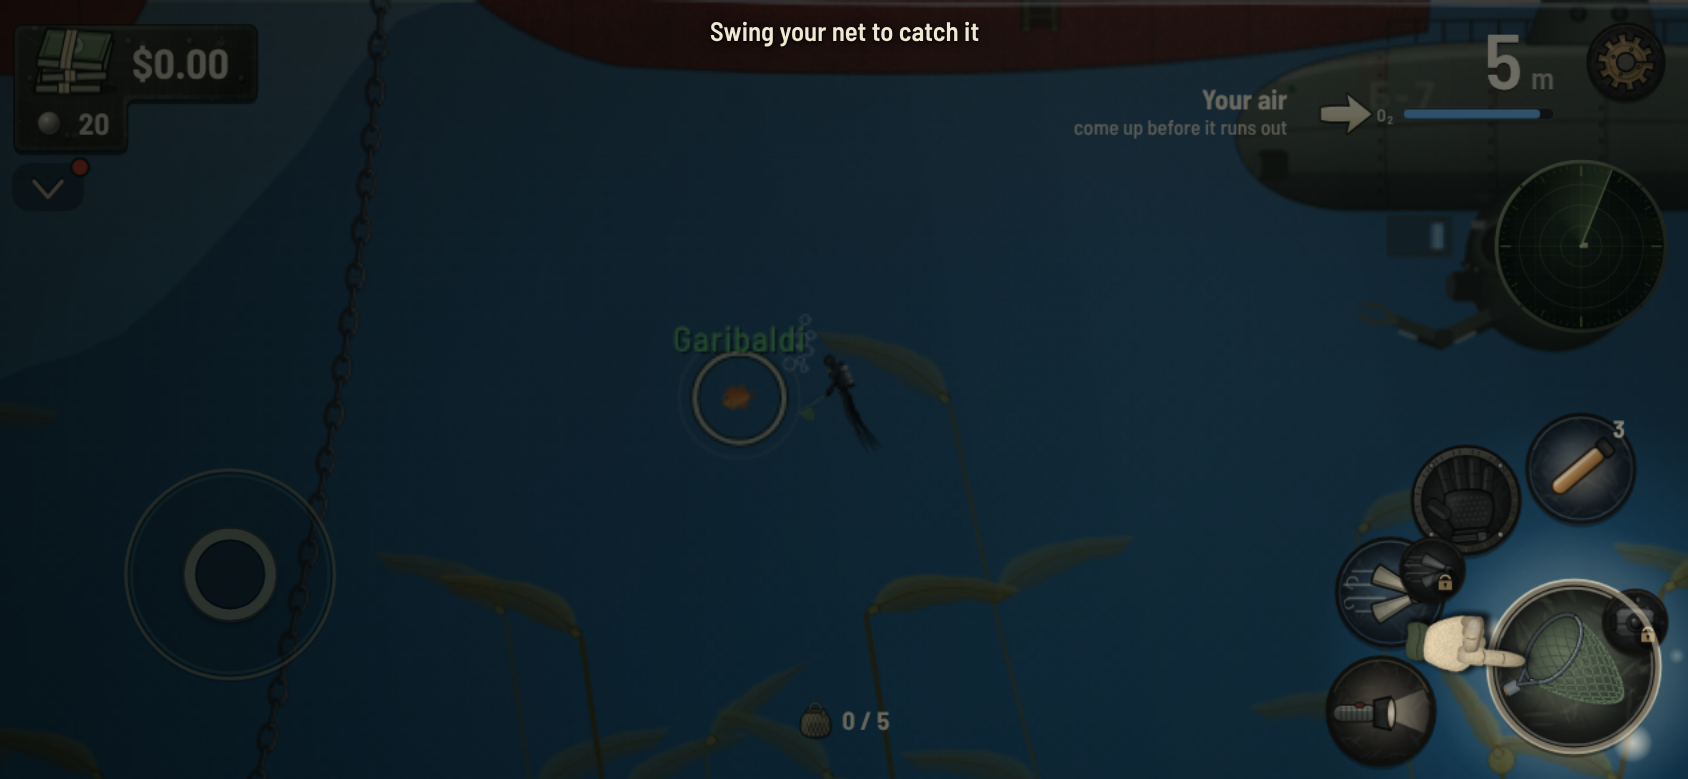 Swing your net to catch it
$0.00
20
5 m
Your air
come up before it runs out
O₂
Garibaldi
3
0 / 5